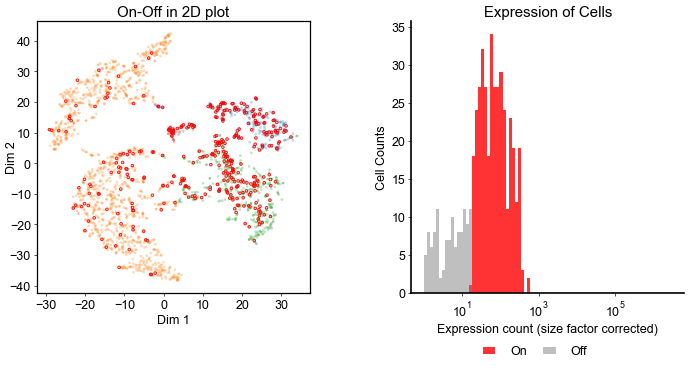 On-Off in 2D plot
40
30
20
10
0
−10
−20
−30
−40
Dim 2
−30 −20 −10 0 10 20 30
Dim 1
Expression of Cells
35
30
25
20
15
10
5
0
Cell Counts
10^1 10^3 10^5
Expression count (size factor corrected)
On Off